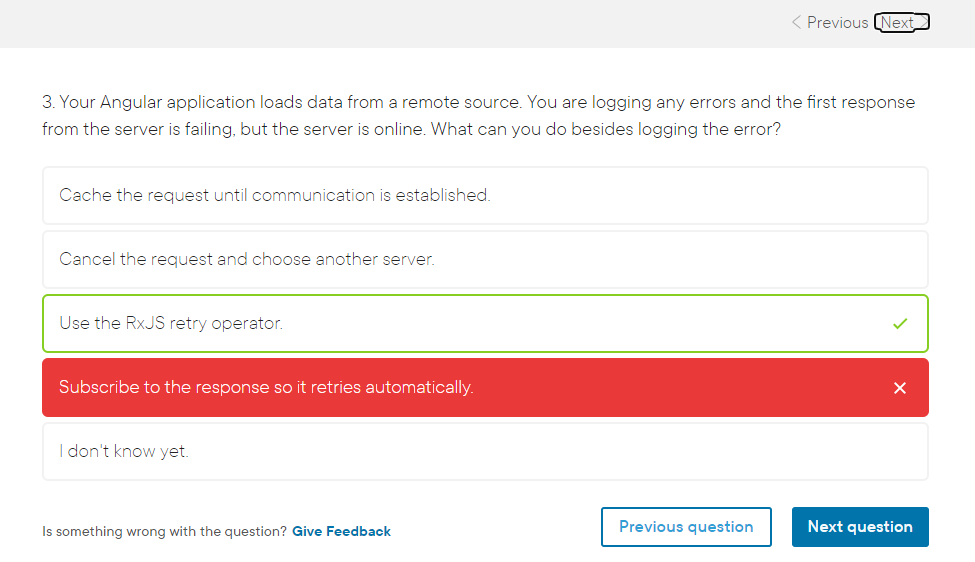 Previous Next
3. Your Angular application loads data from a remote source. You are logging any errors and the first response
from the server is failing, but the server is online. What can you do besides logging the error?
Cache the request until communication is established.
Cancel the request and choose another server.
Use the RxJS retry operator.
Subscribe to the response so it retries automatically.
I don't know yet.
Is something wrong with the question? Give Feedback
Previous question
Next question